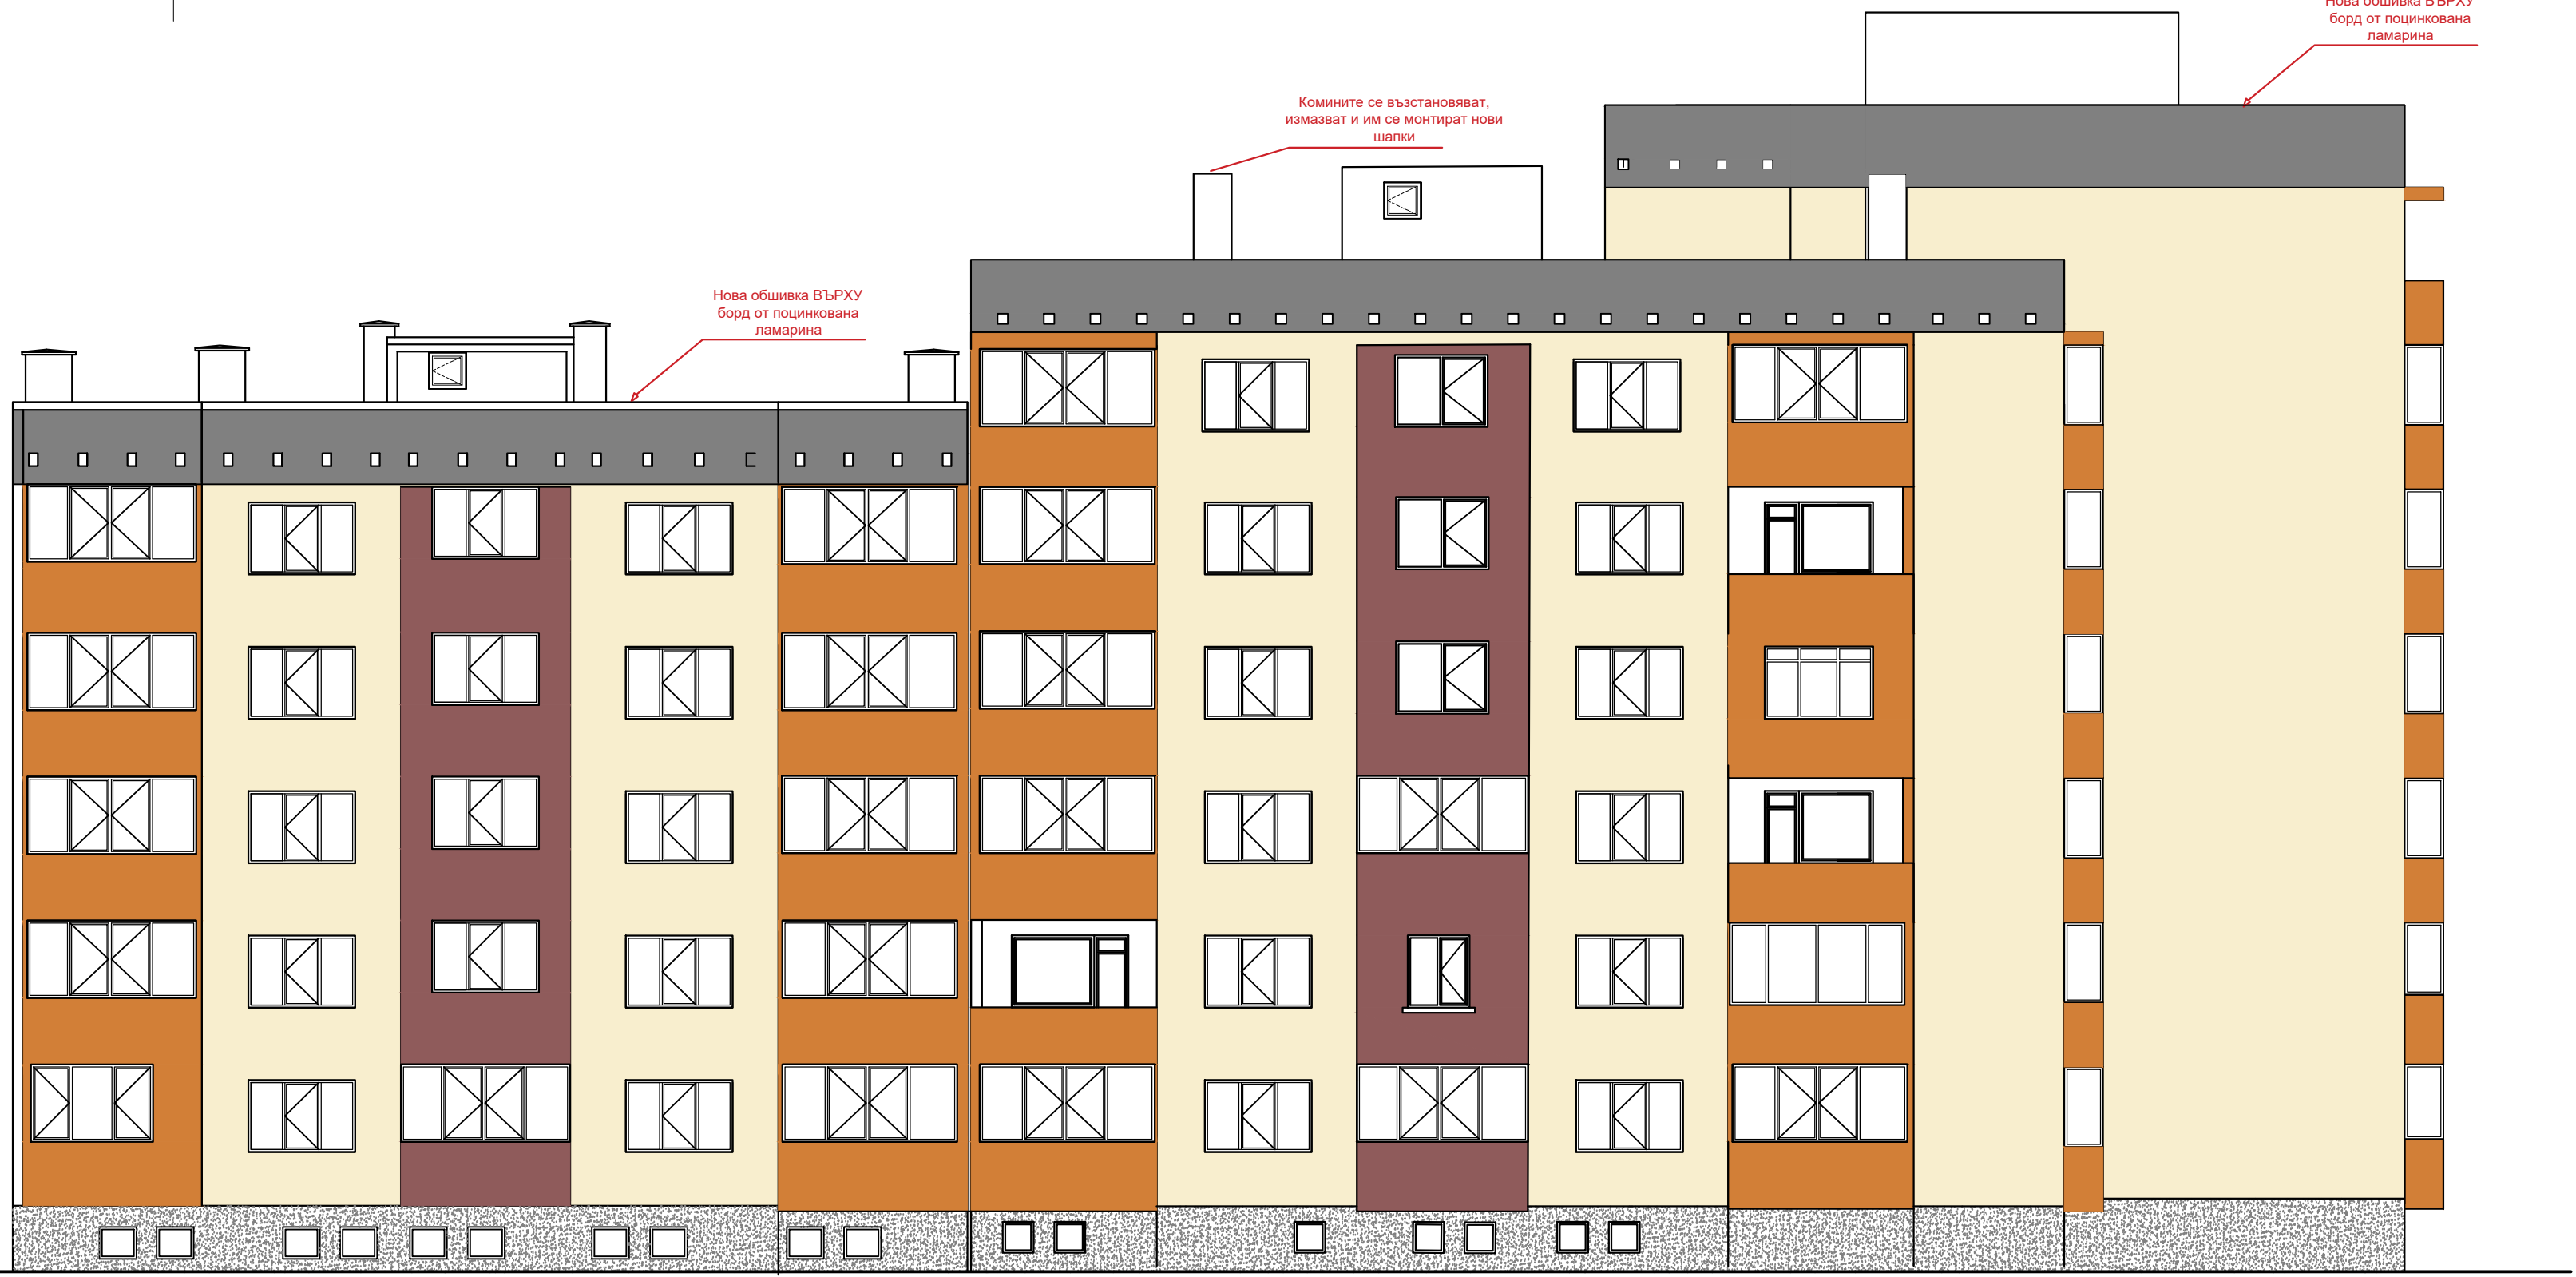 Нова обшивка ВЪРХУ
борд от поцинкована
ламарина
Комините се възстановяват,
измазват и им се монтират нови
шапки
Нова обшивка ВЪРХУ
борд от поцинкована
ламарина